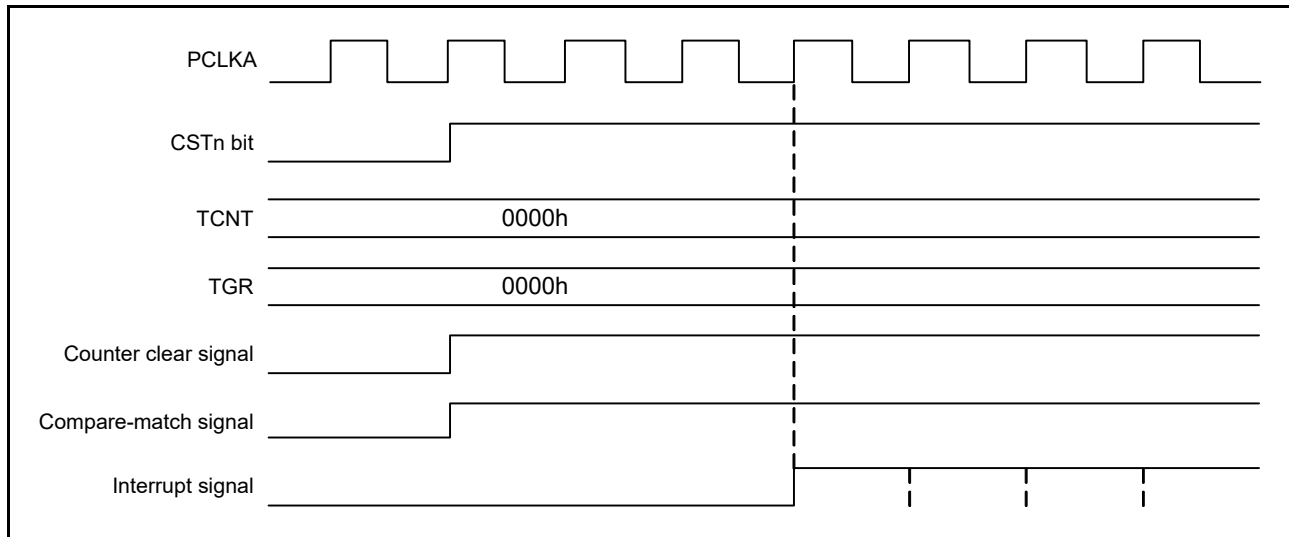 PCLKA
CSTn bit
TCNT
0000h
TGR
0000h
Counter clear signal
Compare-match signal
Interrupt signal